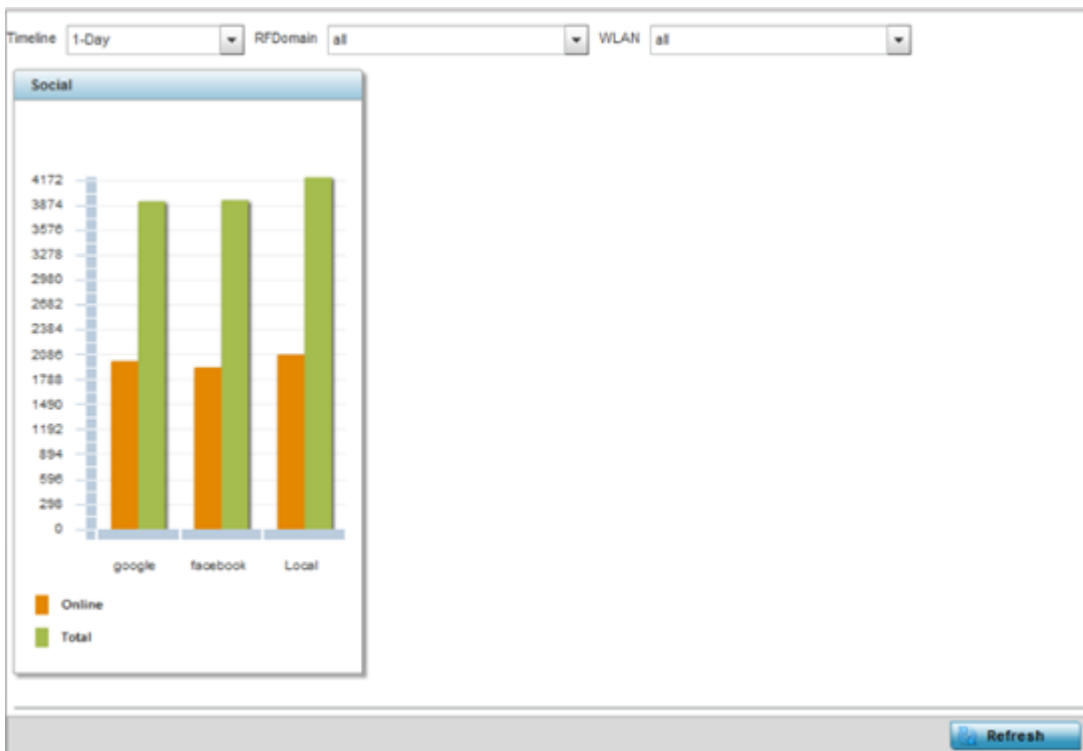 Timeline 1-Day RFDomain all WLAN all
Social
4172
3874
3576
3278
2980
2682
2384
2086
1788
1490
1192
894
596
298
0
google facebook Local
Online
Total
Refresh